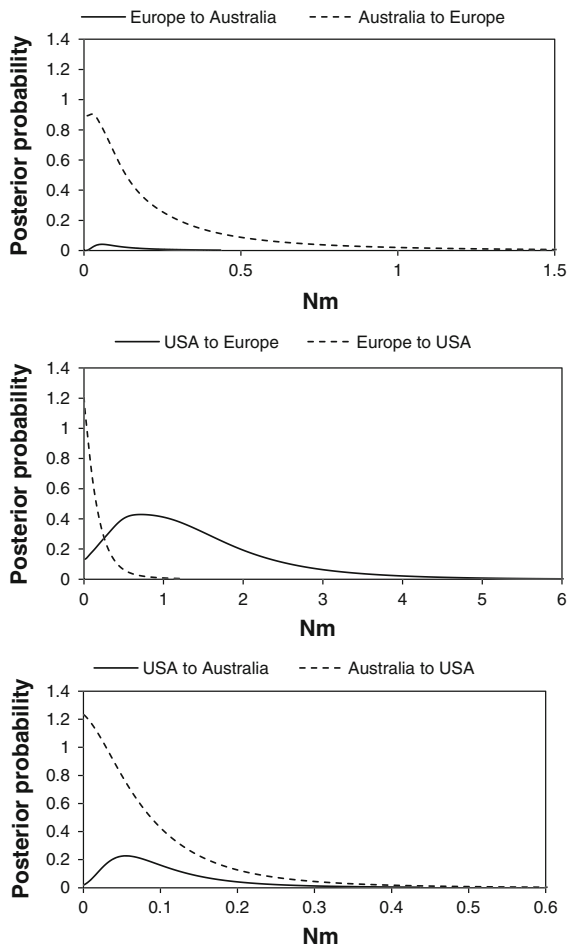 Europe to Australia Australia to Europe
1.4
1.2
1
0.8
0.6
0.4
0.2
0
Posterior probability
0 0.5 1 1.5
Nm
USA to Europe Europe to USA
1.4
1.2
1
0.8
0.6
0.4
0.2
0
Posterior probability
0 1 2 3 4 5 6
Nm
USA to Australia Australia to USA
1.4
1.2
1
0.8
0.6
0.4
0.2
0
Posterior probability
0 0.1 0.2 0.3 0.4 0.5 0.6
Nm